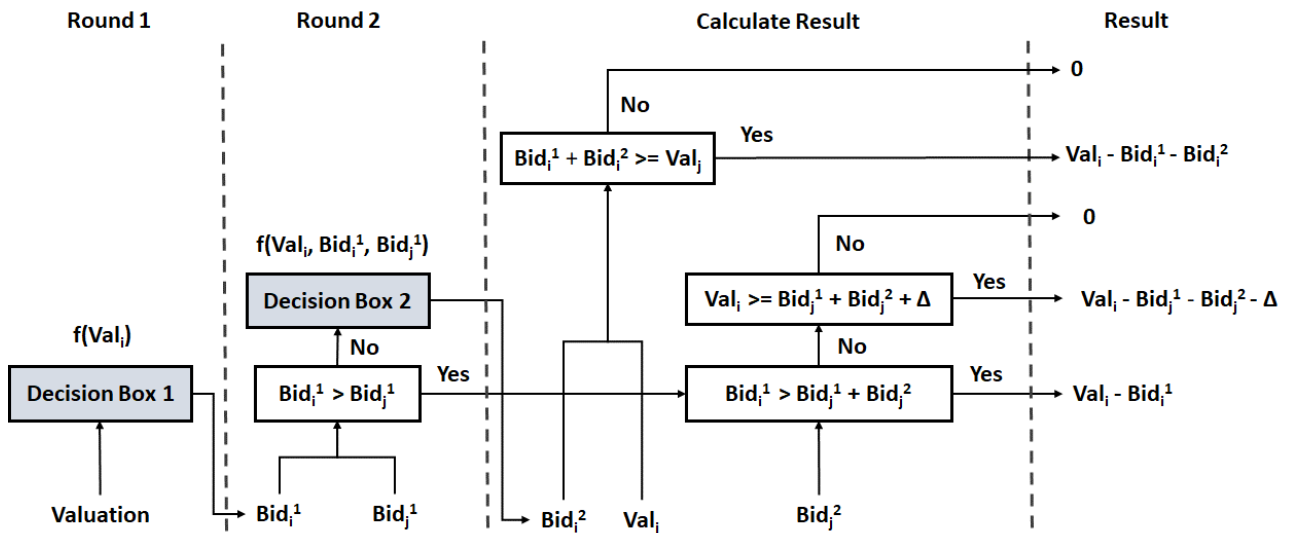 Round 1
Round 2
Calculate Result
Result
0
No
Yes
Bidᵢ¹ + Bidᵢ² >= Valⱼ
Valᵢ - Bidᵢ¹ - Bidᵢ²
0
f(Valᵢ, Bidᵢ¹, Bidⱼ¹)
No
Decision Box 2
Valᵢ >= Bidⱼ¹ + Bidⱼ² + Δ
Yes
Valᵢ - Bidⱼ¹ - Bidⱼ² - Δ
f(Valᵢ)
No
No
Decision Box 1
Bidᵢ¹ > Bidⱼ¹
Yes
Bidᵢ¹ > Bidⱼ¹ + Bidⱼ²
Yes
Valᵢ - Bidᵢ¹
Valuation
Bidᵢ¹
Bidⱼ¹
Bidᵢ²
Valᵢ
Bidⱼ²